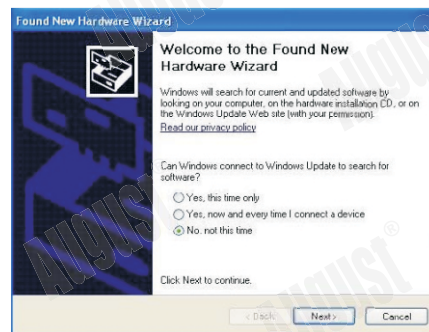 Found New Hardware Wizard
Welcome to the Found New
Hardware Wizard
Windows will search for current and updated software by
looking on your computer, on the hardware installation CD, or on
the Windows Update Web site (with your permission).
Read our privacy policy
Can Windows connect to Windows Update to search for
software?
Yes, this time only
Yes, now and every time I connect a device
No, not this time
Click Next to continue.
< Back
Next >
Cancel
August
August
August
August®